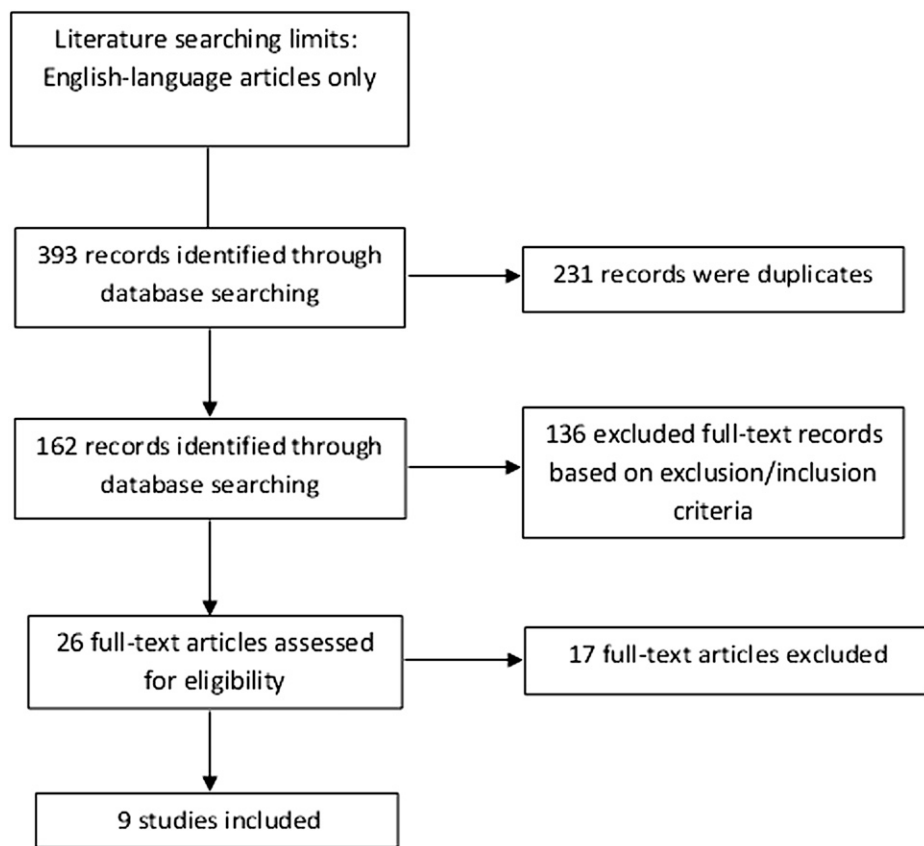 Literature searching limits:
English-language articles only
393 records identified through
database searching
231 records were duplicates
162 records identified through
database searching
136 excluded full-text records
based on exclusion/inclusion
criteria
26 full-text articles assessed
for eligibility
17 full-text articles excluded
9 studies included